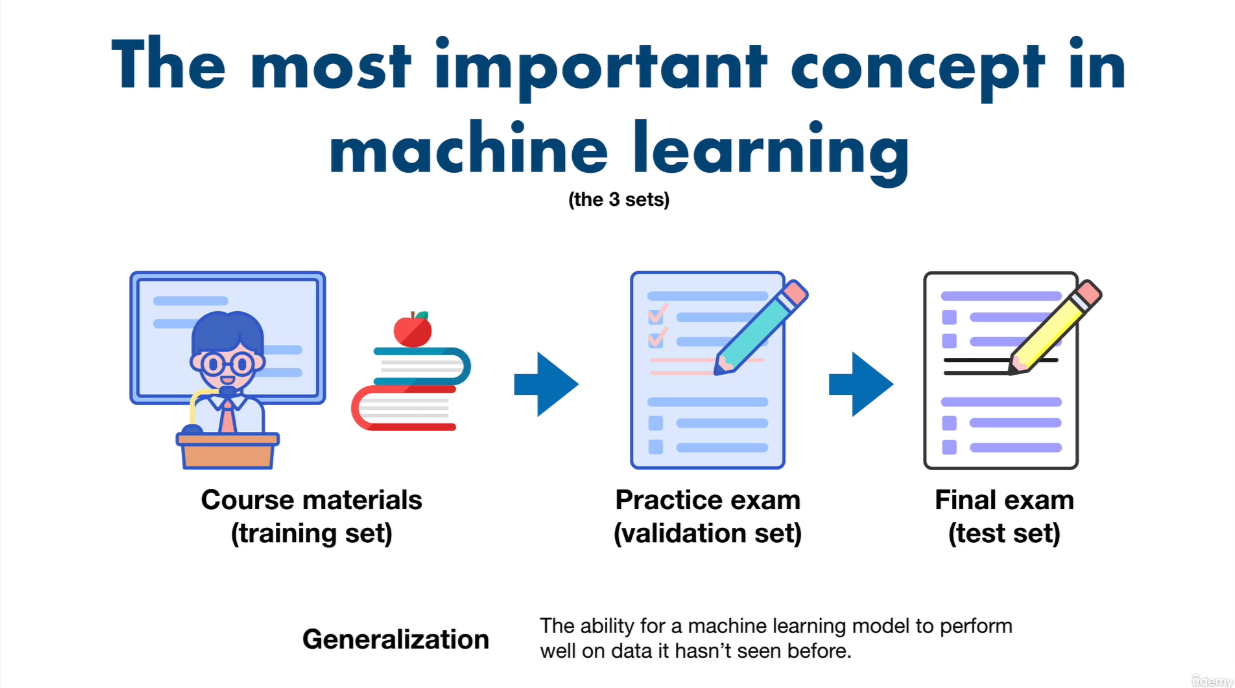 The most important concept in
machine learning
(the 3 sets)
Course materials
(training set)
Practice exam
(validation set)
Final exam
(test set)
Generalization
The ability for a machine learning model to perform
well on data it hasn't seen before.
ûdemy